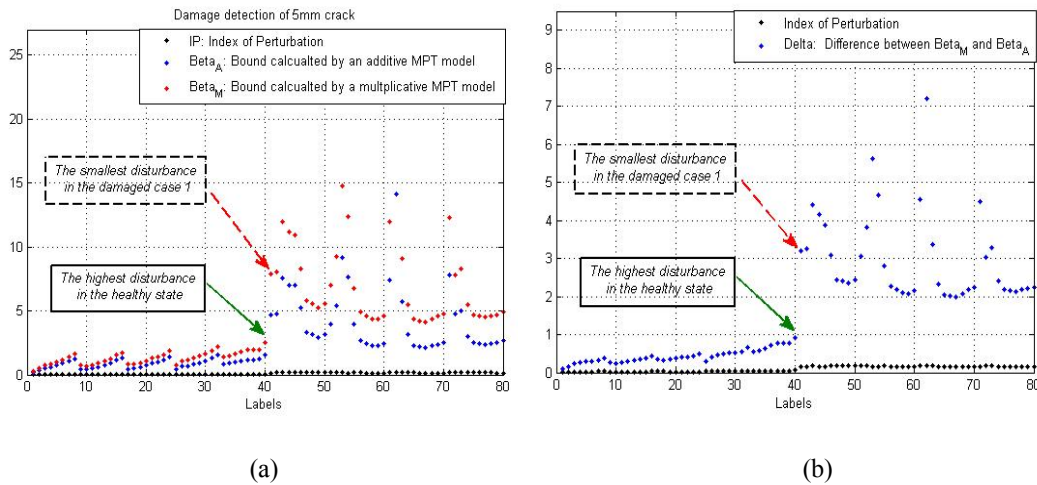 Damage detection of 5mm crack
IP: Index of Perturbation
Beta_A: Bound calcualted by an additive MPT model
Beta_M: Bound calcualted by a multplicative MPT model
25
20
15
10
5
0
The smallest disturbance
in the damaged case 1
The highest disturbance
in the healthy state
0 10 20 30 40 50 60 70 80
Labels
(a)
Index of Perturbation
Delta: Difference between Beta_M and Beta_A
9
8
7
6
5
4
3
2
1
0
The smallest disturbance
in the damaged case 1
The highest disturbance
in the healthy state
0 10 20 30 40 50 60 70 80
Labels
(b)